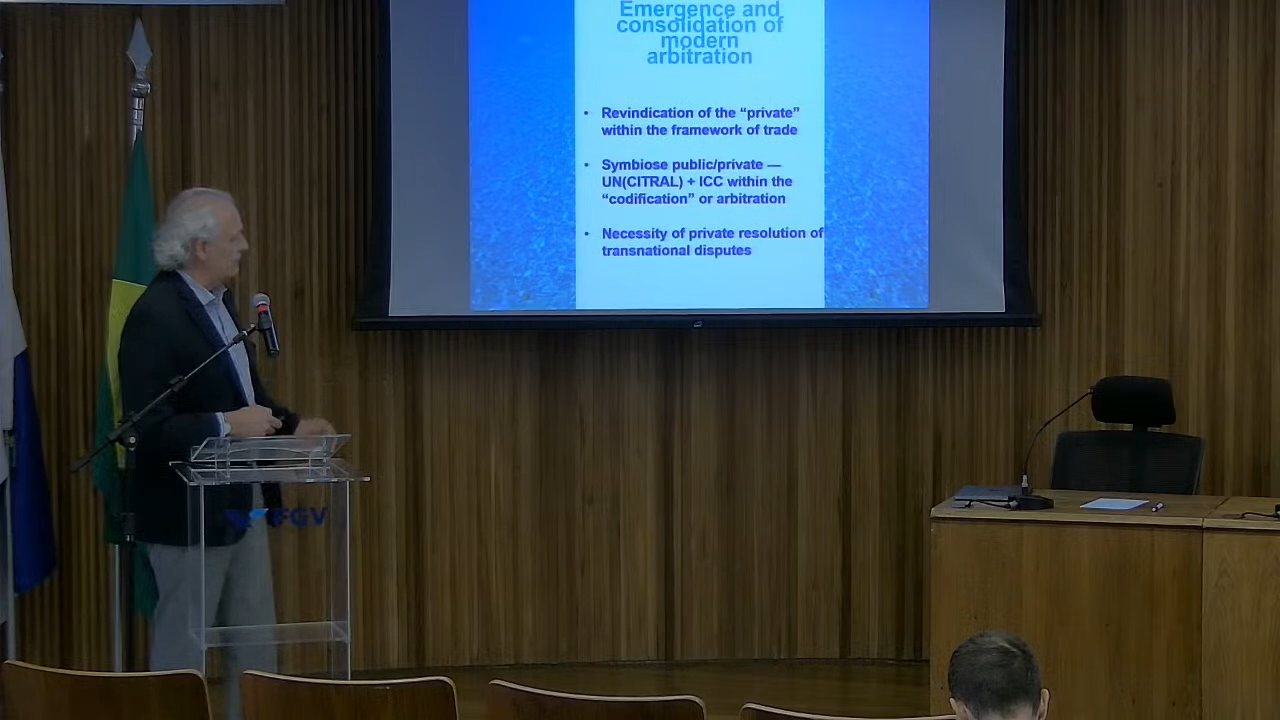 Emergence and
consolidation of
modern
arbitration
• Revindication of the “private”
within the framework of trade
• Symbiose public/private —
UN(CITRAL) + ICC within the
“codification” or arbitration
• Necessity of private resolution of
transnational disputes
FGV